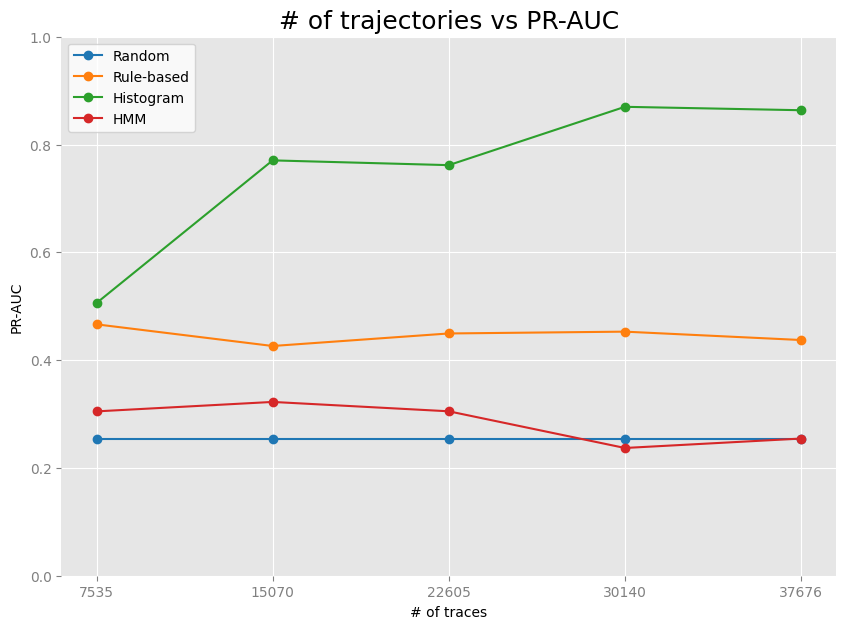 # of trajectories vs PR-AUC
Random
Rule-based
Histogram
HMM
PR-AUC
1.0
0.8
0.6
0.4
0.2
0.0
7535 15070 22605 30140 37676
# of traces